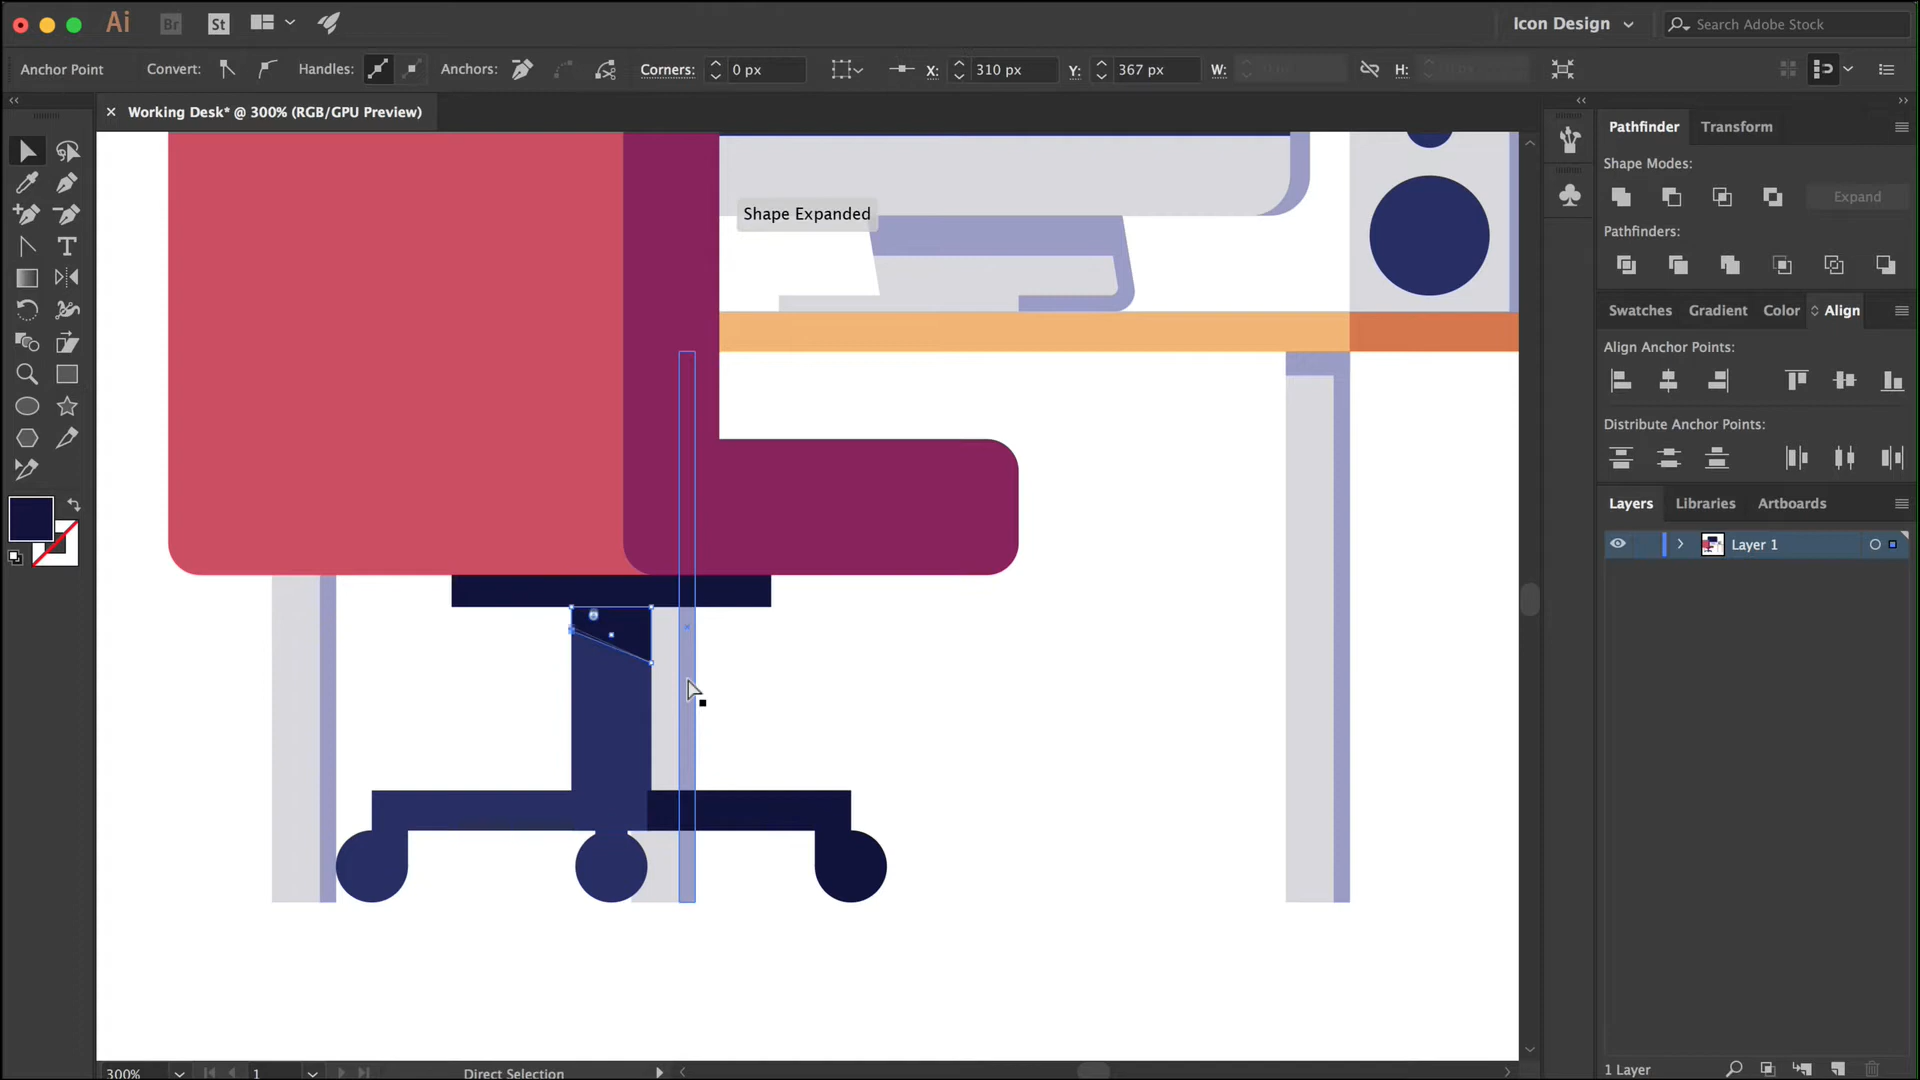 Ai Br St Icon Design Search Adobe Stock
Anchor Point Convert: Handles: Anchors: Corners: 0 px X: 310 px Y: 367 px W: H:
Working Desk* @ 300% (RGB/GPU Preview)
Pathfinder Transform
Shape Modes:
Expand
Pathfinders:
Shape Expanded
T
Swatches Gradient Color Align
Align Anchor Points:
Distribute Anchor Points:
Layers Libraries Artboards
Layer 1
300% 1 Direct Selection
1 Layer